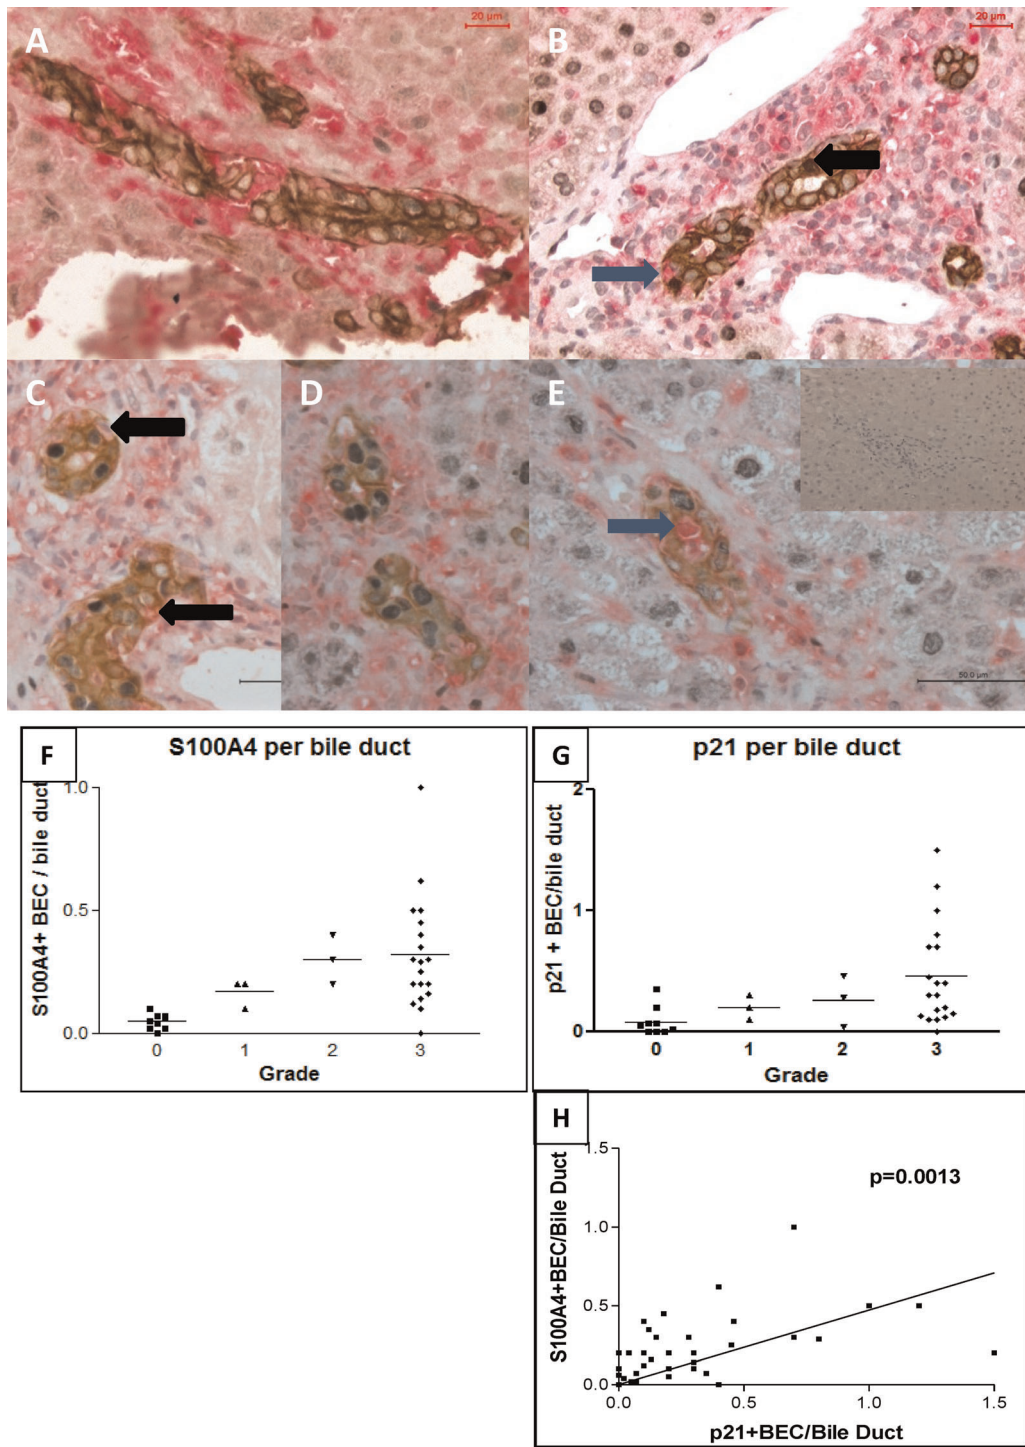 A
20 µm
B
20 µm
C
D
E
50.0 µm
F
S100A4 per bile duct
S100A4+ BEC / bile duct
1.0
0.5
0.0
0 1 2 3
Grade
G
p21 per bile duct
p21 + BEC/bile duct
2
1
0
0 1 2 3
Grade
H
p=0.0013
S100A4+BEC/Bile Duct
1.5
1.0
0.5
0.0
0.0 0.5 1.0 1.5
p21+BEC/Bile Duct